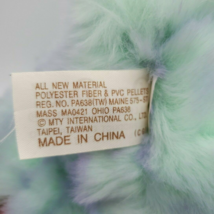 ALL NEW MATERIAL
POLYESTER FIBER & PVC PELLETS
REG. NO. PA638(TW) MAINE
MASS MA0421 OHIO PA638
© MTY INTERNATIONAL CO., LTD.
TAIPEI, TAIWAN
MADE IN CHINA